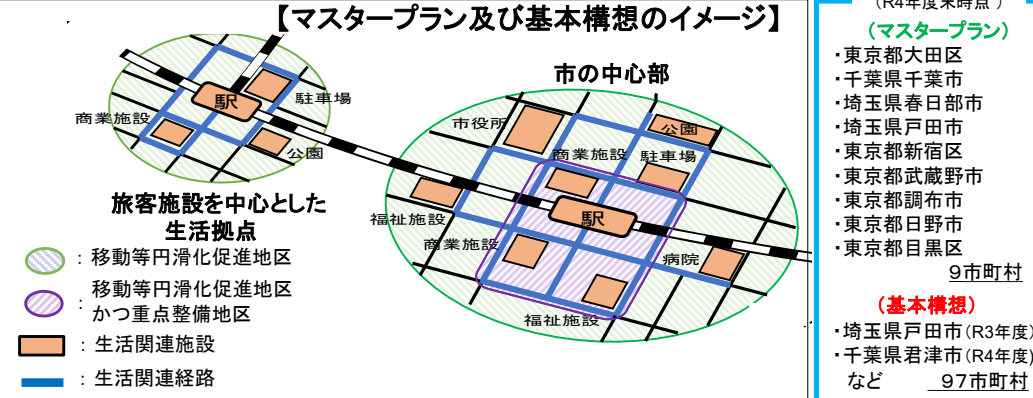 【マスタープラン及び基本構想のイメージ】
市の中心部
駅
駐車場
商業施設
公園
旅客施設を中心とした
生活拠点
市役所
公園
商業施設
駐車場
福祉施設
駅
商業施設
病院
福祉施設
：移動等円滑化促進地区
：移動等円滑化促進地区
かつ重点整備地区
：生活関連施設
：生活関連経路
（R4年度末時点）
（マスタープラン）
・東京都大田区
・千葉県千葉市
・埼玉県春日部市
・埼玉県戸田市
・東京都新宿区
・東京都武蔵野市
・東京都調布市
・東京都日野市
・東京都目黒区
9市町村
（基本構想）
・埼玉県戸田市（R3年度）
・千葉県君津市（R4年度）
など　97市町村